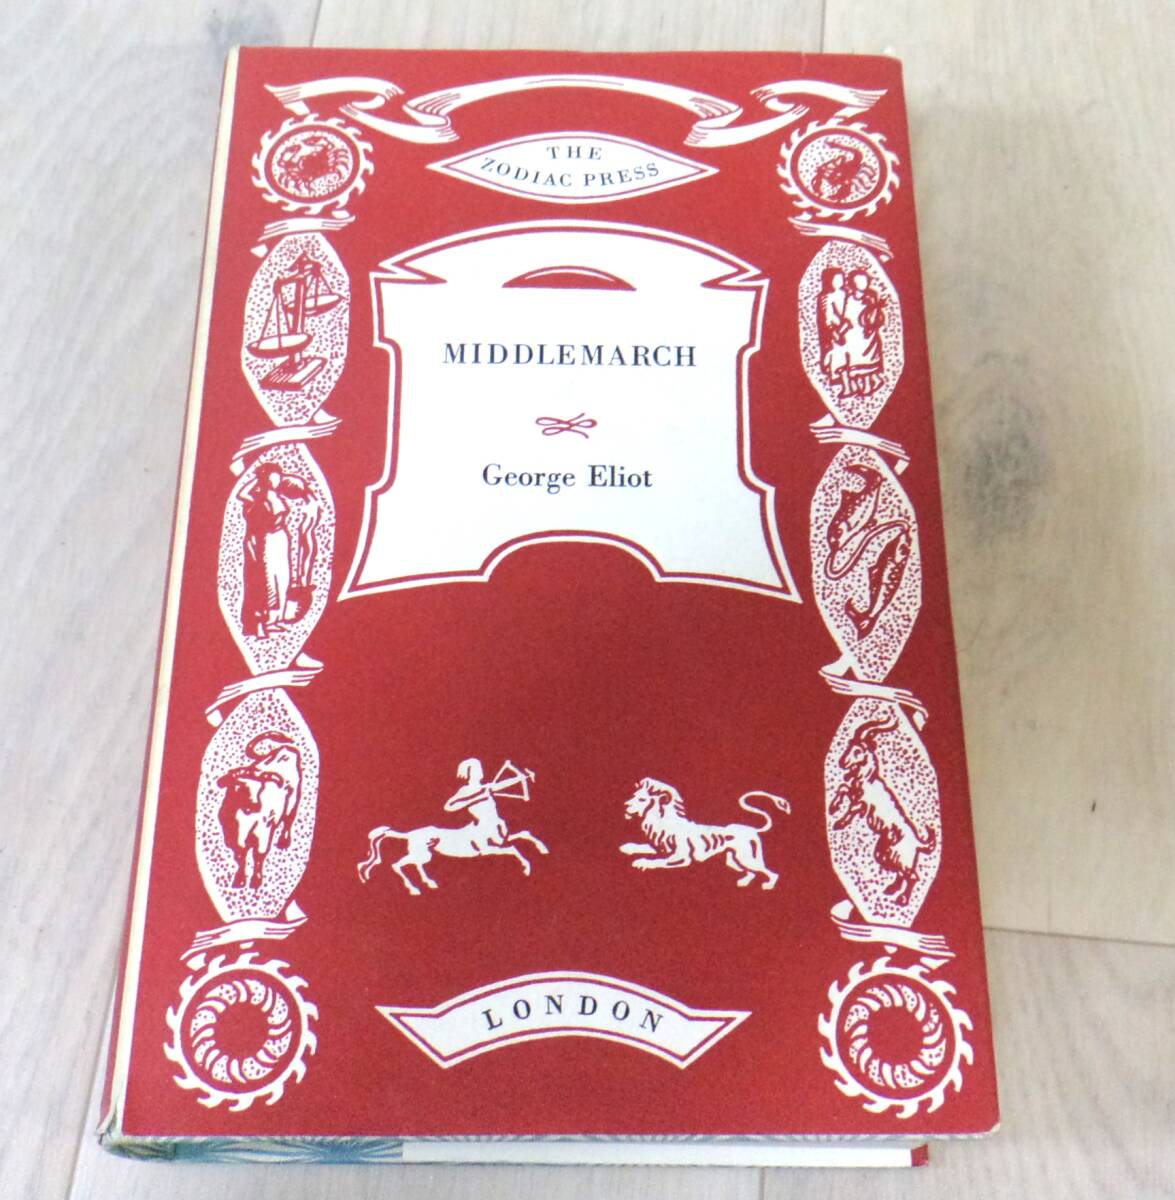 THE
ZODIAC PRESS
MIDDLEMARCH
George Eliot
LONDON